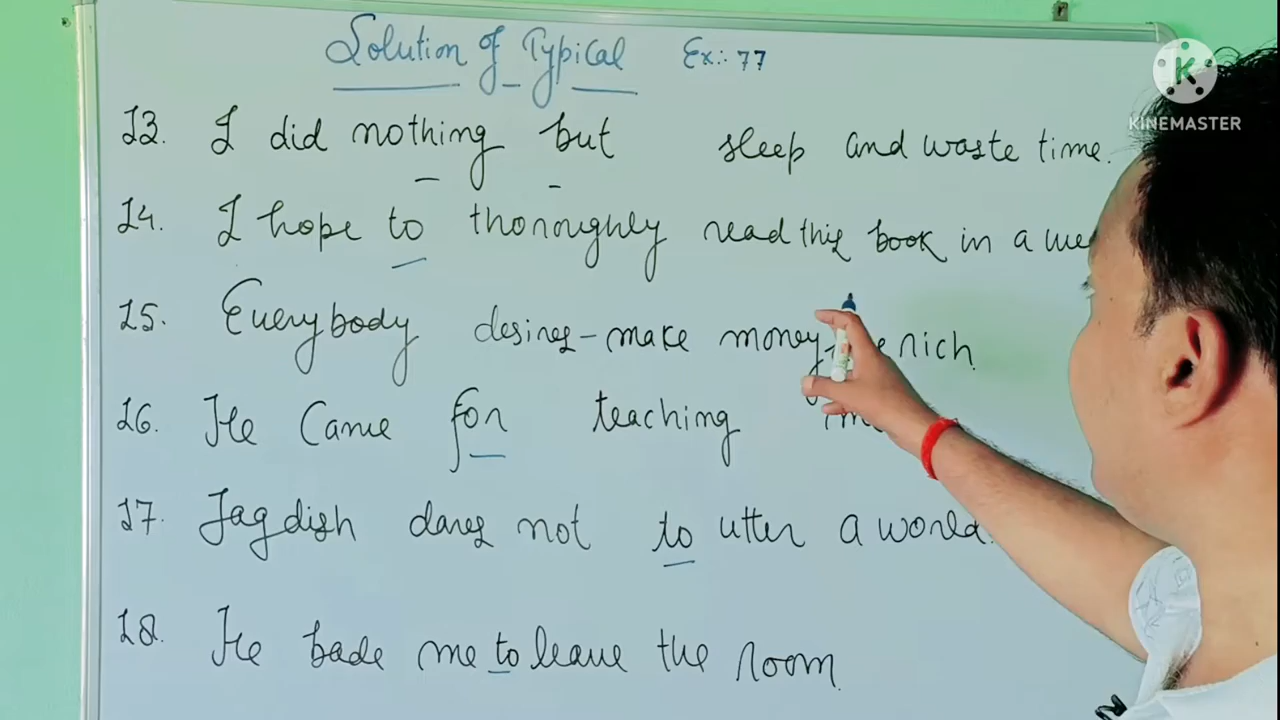 Solution of Typical Ex:- 77
K
KINEMASTER
13. I did nothing but sleep and waste time.
14. I hope to thoroughly read this book in a
15. Everybody desires - make money rich.
16. He Came for teaching
17. Jagdish dares not to utter a world.
18. He bade me to leave the room.